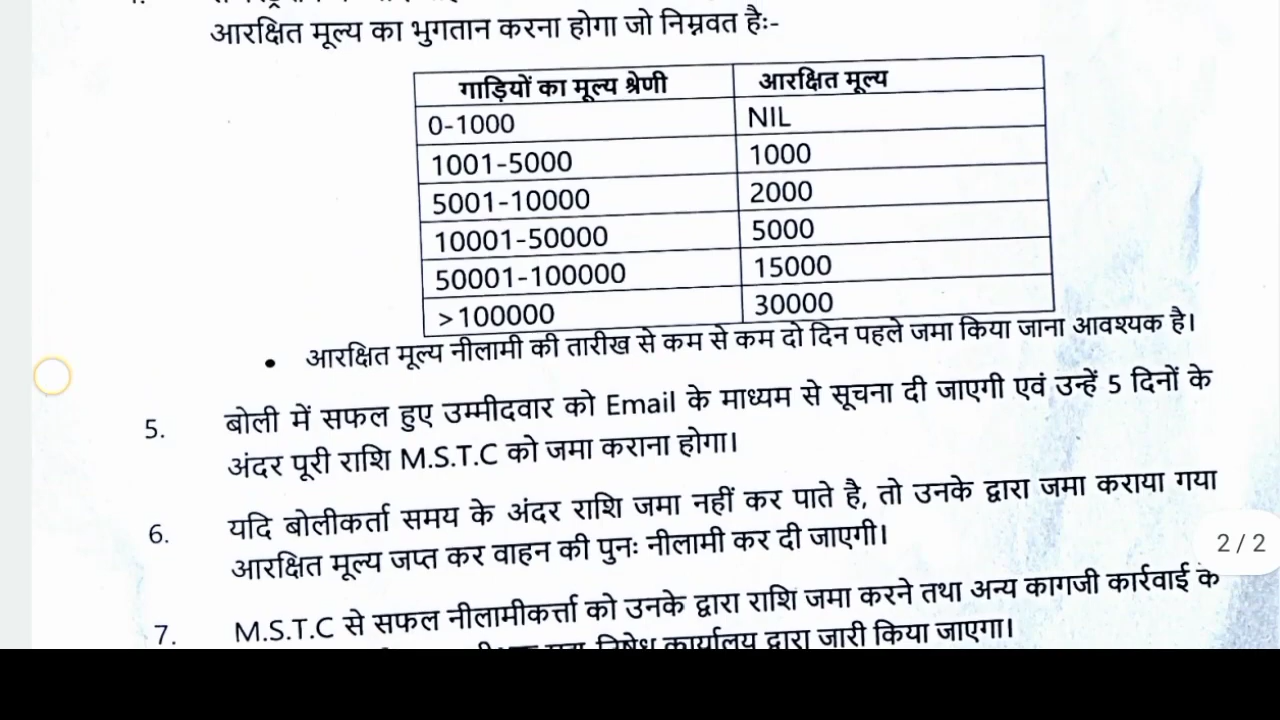 आरक्षित मूल्य का भुगतान करना होगा जो निम्नवत हैः-
गाड़ियों का मूल्य श्रेणी आरक्षित मूल्य
0-1000 NIL
1001-5000 1000
5001-10000 2000
10001-50000 5000
50001-100000 15000
>100000 30000
• आरक्षित मूल्य नीलामी की तारीख से कम से कम दो दिन पहले जमा किया जाना आवश्यक है।
5. बोली में सफल हुए उम्मीदवार को Email के माध्यम से सूचना दी जाएगी एवं उन्हें 5 दिनों के
अंदर पूरी राशि M.S.T.C को जमा कराना होगा।
6. यदि बोलीकर्ता समय के अंदर राशि जमा नहीं कर पाते है, तो उनके द्वारा जमा कराया गया
आरक्षित मूल्य जप्त कर वाहन की पुनः नीलामी कर दी जाएगी।
2 / 2
7. M.S.T.C से सफल नीलामीकर्त्ता को उनके द्वारा राशि जमा करने तथा अन्य कागजी कार्रवाई के
निषेध कार्यालय द्वारा जारी किया जाएगा।